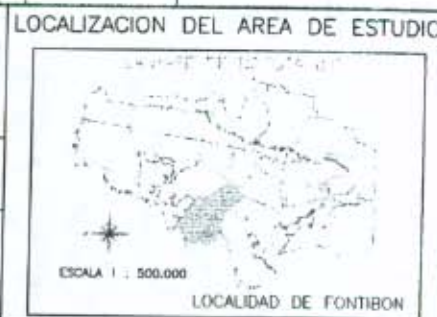 LOCALIZACION DEL AREA DE ESTUDIO
ESCALA 1 : 500.000
LOCALIDAD DE FONTIBON